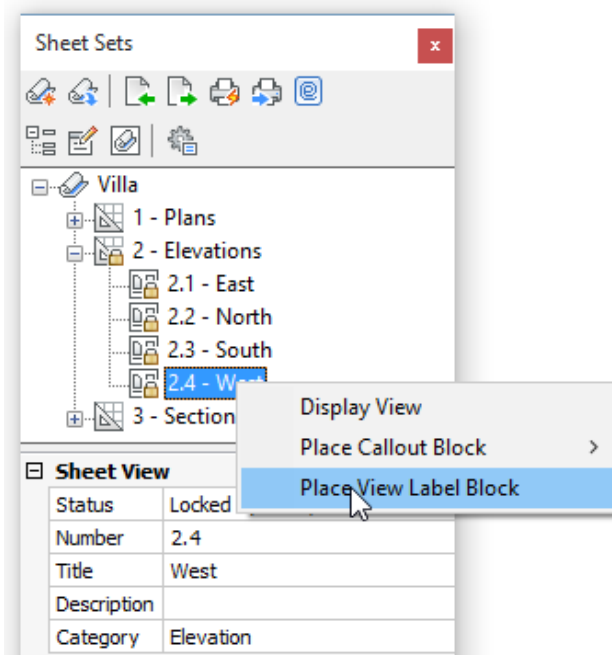 Sheet Sets
x
Villa
1 - Plans
2 - Elevations
2.1 - East
2.2 - North
2.3 - South
2.4 - West
3 - Section
Display View
Place Callout Block
Place View Label Block
Sheet View
Status Locked
Number 2.4
Title West
Description
Category Elevation